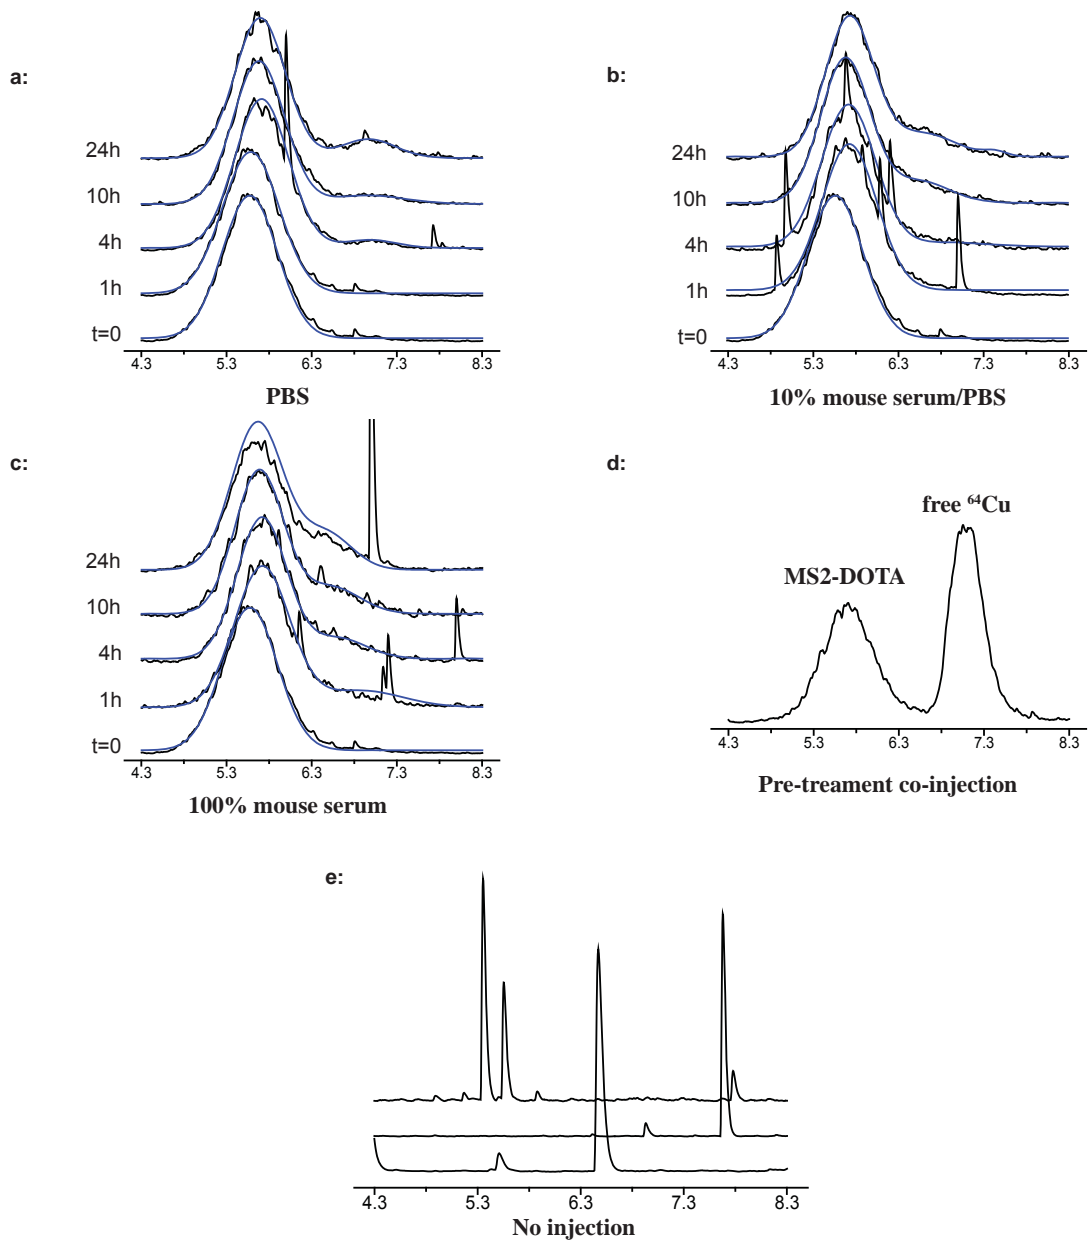 a:
24h
10h
4h
1h
t=0
4.3 5.3 6.3 7.3 8.3
PBS
b:
24h
10h
4h
1h
t=0
4.3 5.3 6.3 7.3 8.3
10% mouse serum/PBS
c:
24h
10h
4h
1h
t=0
4.3 5.3 6.3 7.3 8.3
100% mouse serum
d:
free ⁶⁴Cu
MS2-DOTA
4.3 5.3 6.3 7.3 8.3
Pre-treament co-injection
e:
4.3 5.3 6.3 7.3 8.3
No injection